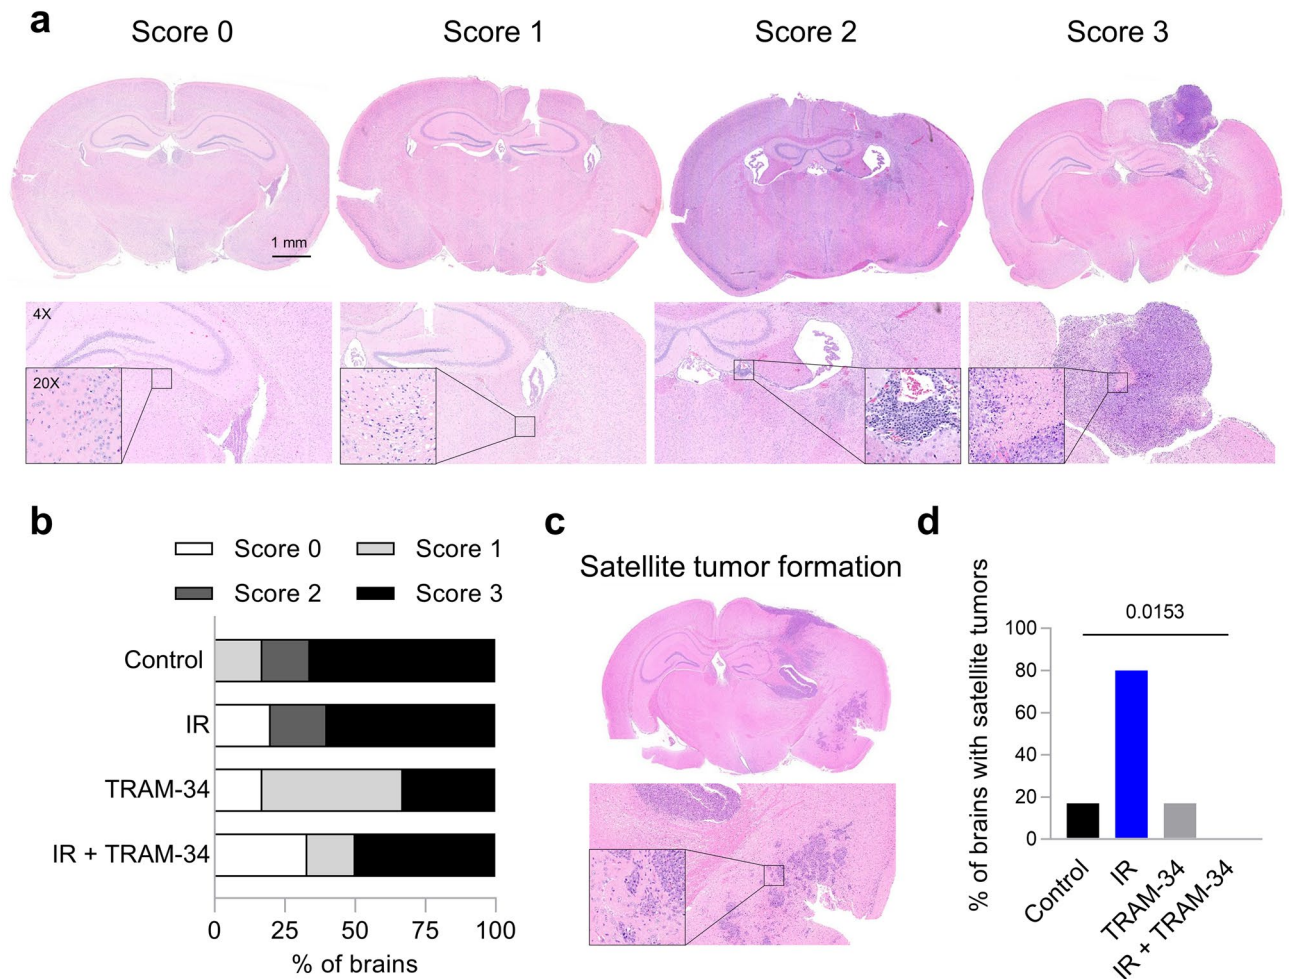 a
Score 0
Score 1
Score 2
Score 3
1 mm
4X
20X
b
Score 0
Score 1
Score 2
Score 3
Control
IR
TRAM-34
IR + TRAM-34
0
25
50
75
100
% of brains
c
Satellite tumor formation
d
% of brains with satellite tumors
0.0153
100
80
60
40
20
0
Control
IR
TRAM-34
IR + TRAM-34